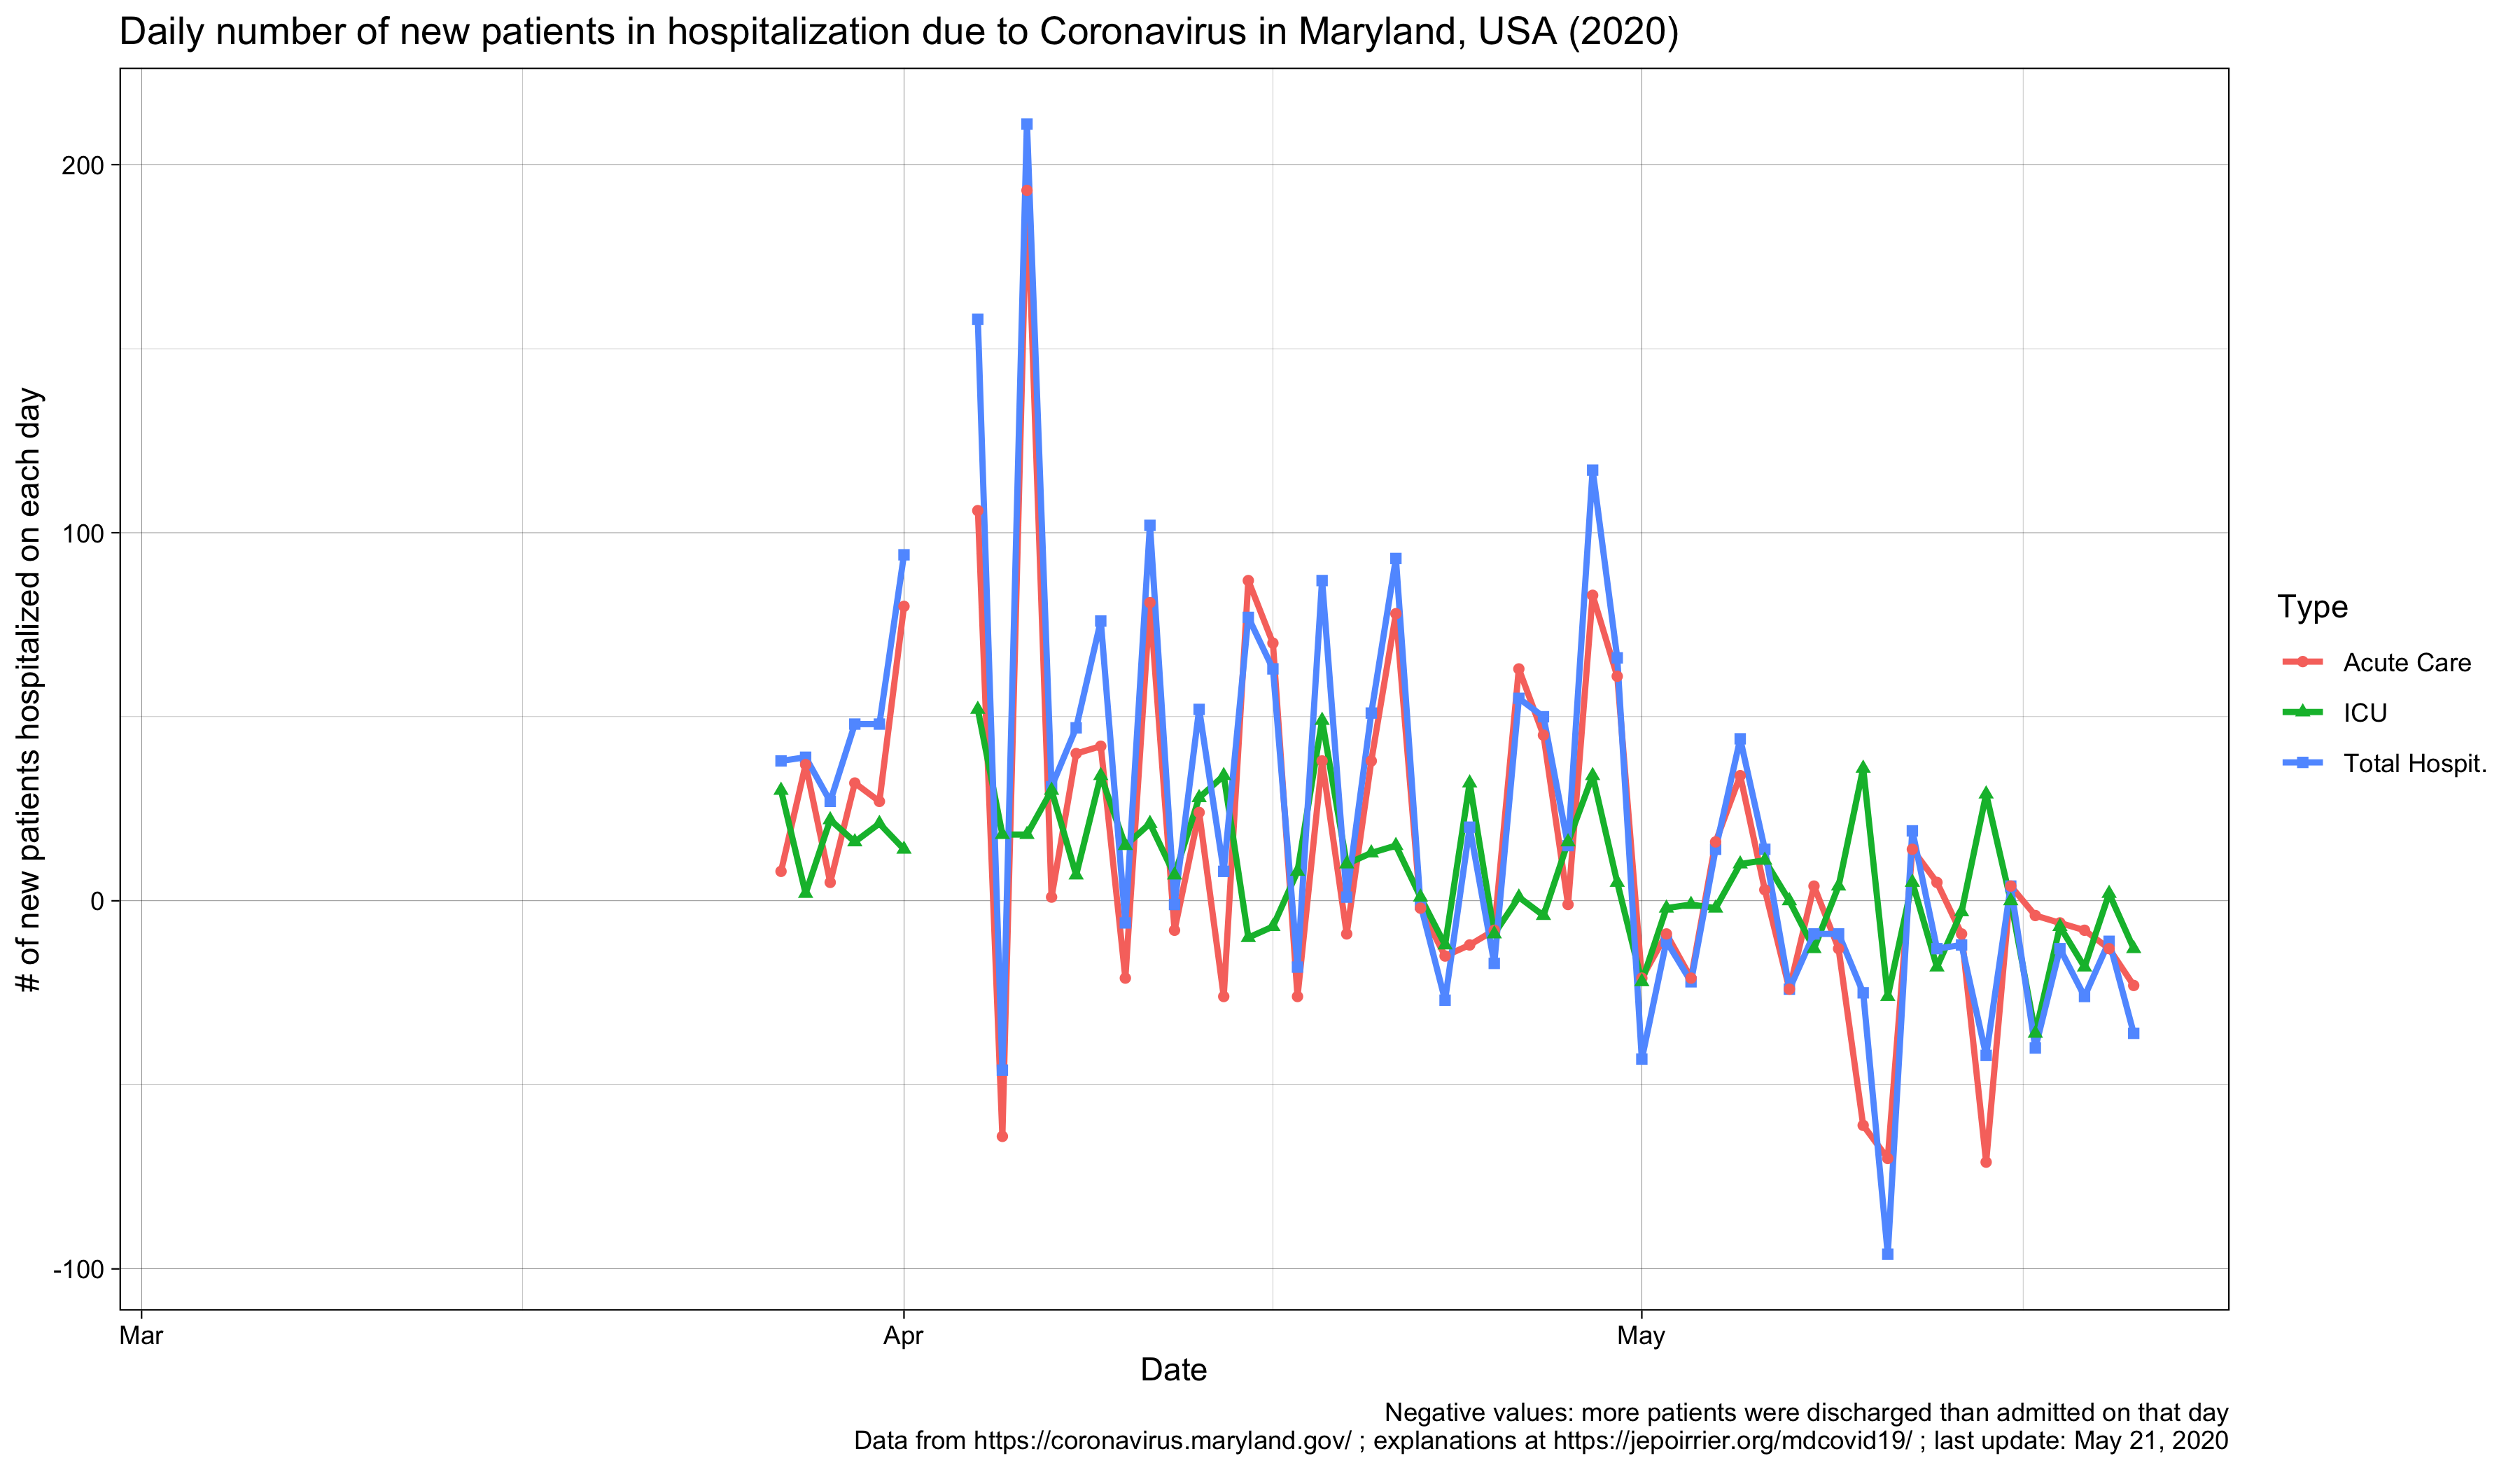 Daily number of new patients in hospitalization due to Coronavirus in Maryland, USA (2020)
# of new patients hospitalized on each day
200
100
0
-100
Mar
Apr
May
Date
Type
Acute Care
ICU
Total Hospit.
Negative values: more patients were discharged than admitted on that day
Data from https://coronavirus.maryland.gov/ ; explanations at https://jepoirrier.org/mdcovid19/ ; last update: May 21, 2020